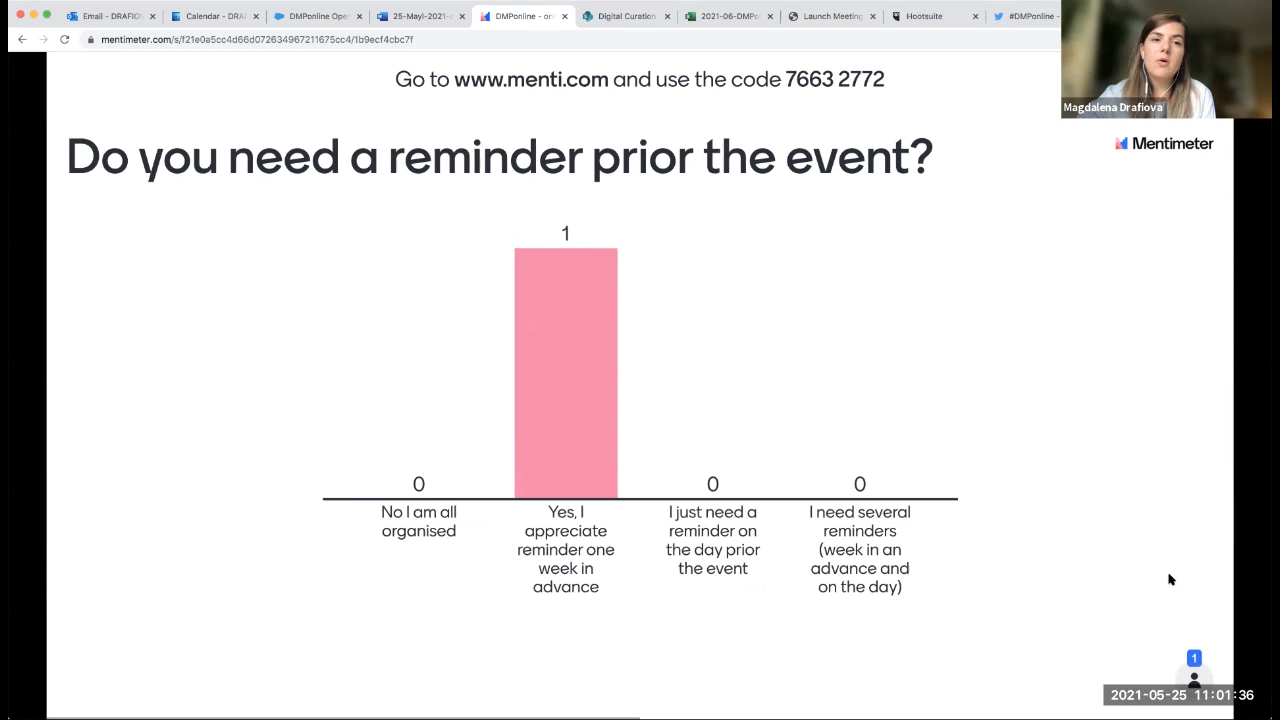 Email - DRAFIO
Calendar - DRA
DMPonline Ope
25-Mayl-2021-
DMPonline - on
Digital Curation
2021-06-DMPo
Launch Meeting
Hootsuite
#DMPonline -
mentimeter.com/s/f21e0a5cc4d66d072634967211675cc4/1b9ecf4cbc7f
Go to www.menti.com and use the code 7663 2772
Magdalena Drafiova
Mentimeter
Do you need a reminder prior the event?
1
0
0
0
No I am all
organised
Yes, I
appreciate
reminder one
week in
advance
I just need a
reminder on
the day prior
the event
I need several
reminders
(week in an
advance and
on the day)
1
2021-05-25 11:01:36